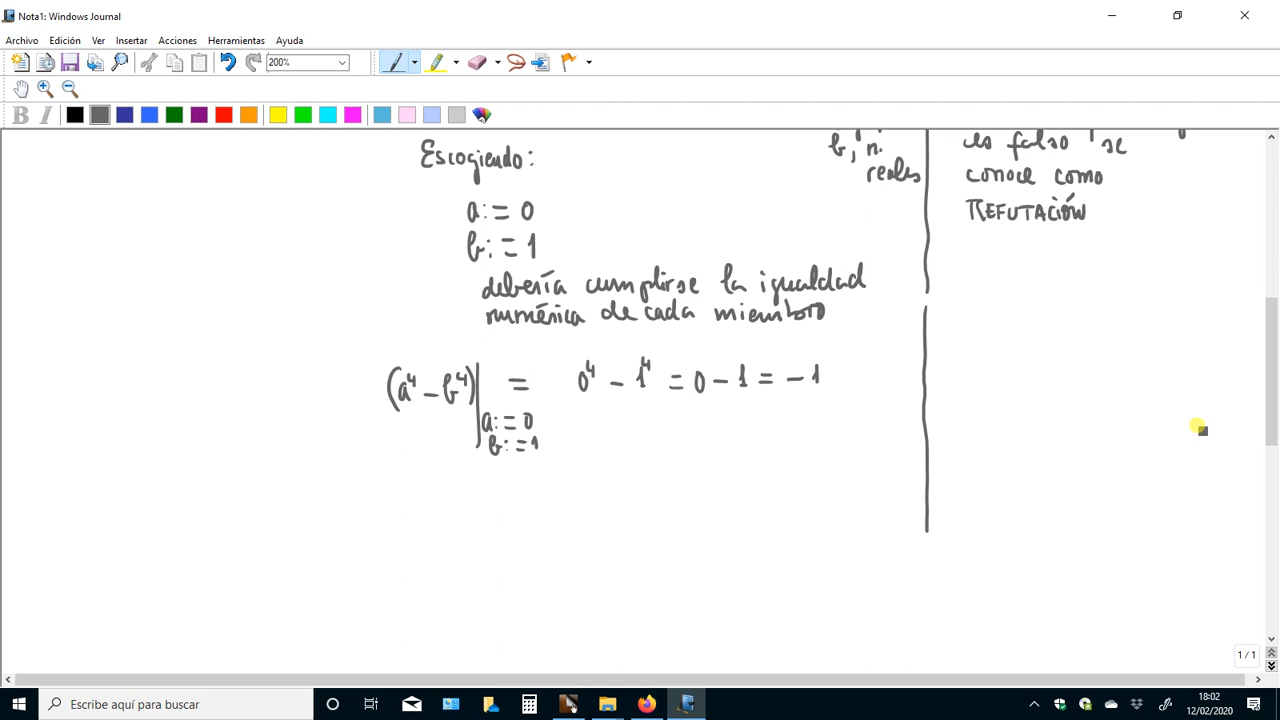 Nota1: Windows Journal
Archivo Edición Ver Insertar Acciones Herramientas Ayuda
200%
B I
Escogiendo:
a := 0
b := 1
debería cumplirse la igualdad
numérica de cada miembro
(a⁴ – b⁴)| = 0⁴ – 1⁴ = 0 – 1 = – 1
a := 0
b := 1
b, n.
reales
es falso se
conoce como
REFUTACIÓN
1 / 1
Escribe aquí para buscar
18:02
12/02/2020